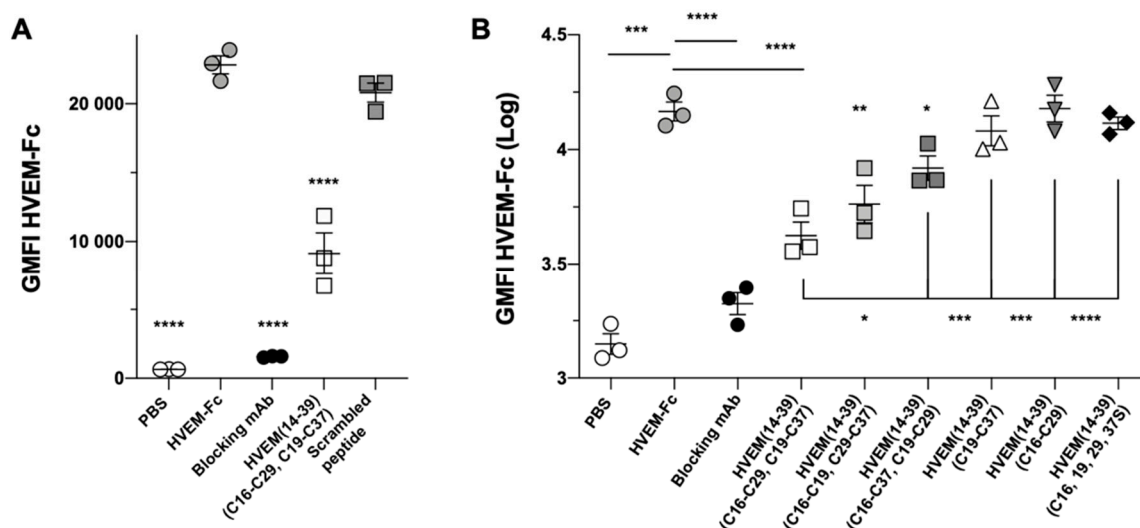 A
GMFI HVEM-Fc
20 000
10 000
0
****
****
****
PBS
HVEM-Fc
Blocking mAb
HVEM(14-39)
(C16-C29, C19-C37)
Scrambled
peptide
B
GMFI HVEM-Fc (Log)
4.5
4
3.5
3
***
****
****
**
*
*
***
***
****
PBS
HVEM-Fc
Blocking mAb
HVEM(14-39)
(C16-C29, C19-C37)
HVEM(14-39)
(C16-C19, C29-C37)
HVEM(14-39)
(C16-C37, C19-C29)
HVEM(14-39)
(C19-C37)
HVEM(14-39)
(C16-C29)
HVEM(14-39)
(C16, 19, 29, 37S)